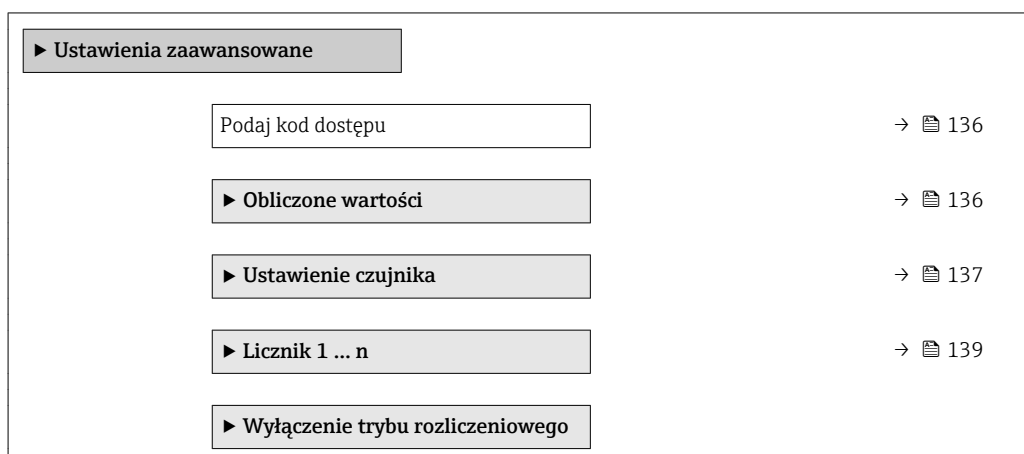 ▶ Ustawienia zaawansowane
Podaj kod dostępu → 136
▶ Obliczone wartości → 136
▶ Ustawienie czujnika → 137
▶ Licznik 1 … n → 139
▶ Wyłączenie trybu rozliczeniowego